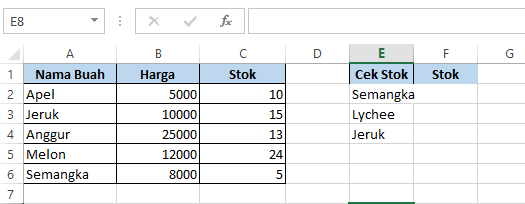 E8 fx
A B C D E F G
1 Nama Buah Harga Stok Cek Stok Stok
2 Apel 5000 10 Semangka
3 Jeruk 10000 15 Lychee
4 Anggur 25000 13 Jeruk
5 Melon 12000 24
6 Semangka 8000 5
7